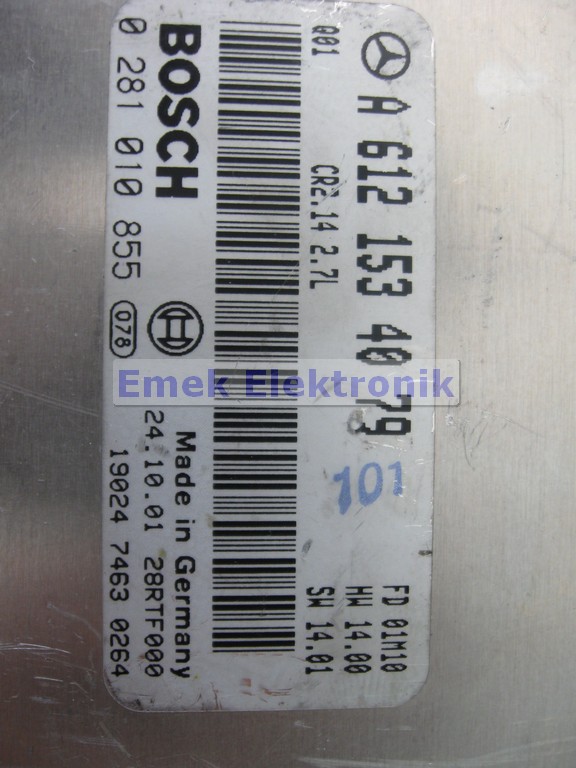 A 612 153 40 79
Q01 CR2.14 2.7L
101
FD 01M10
HW 14.00
SW 14.01
BOSCH
Made in Germany
0 281 010 855 078 24.10.01 28RTF000
19024 7463 0264
Emek Elektronik